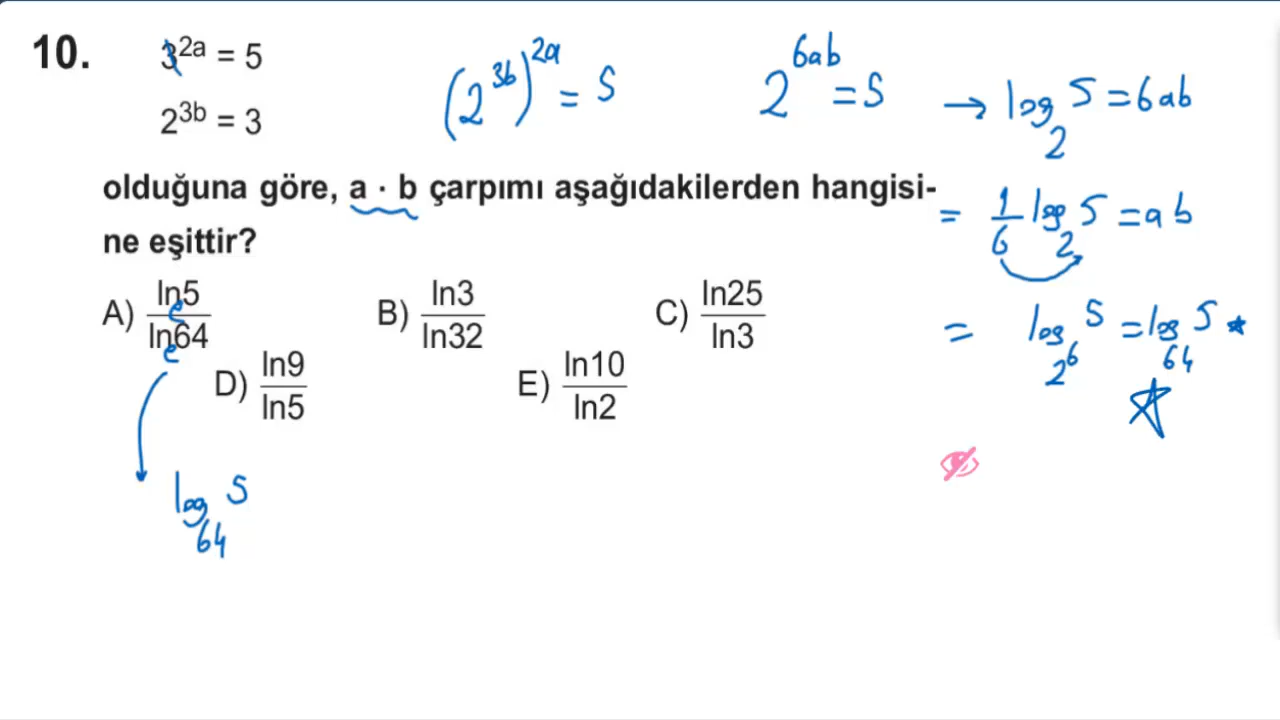 10. 3^2a = 5
2^3b = 3
(2^3b)^2a = 5
2^6ab = 5
→ log_2 5 = 6ab
olduğuna göre, a · b çarpımı aşağıdakilerden hangisi-
ne eşittir?
= 1/6 log_2 5 = ab
A) ln5/ln64 B) ln3/ln32 C) ln25/ln3
e
e
= log_2^6 5 = log_64 5 *
D) ln9/ln5 E) ln10/ln2
log_64 5